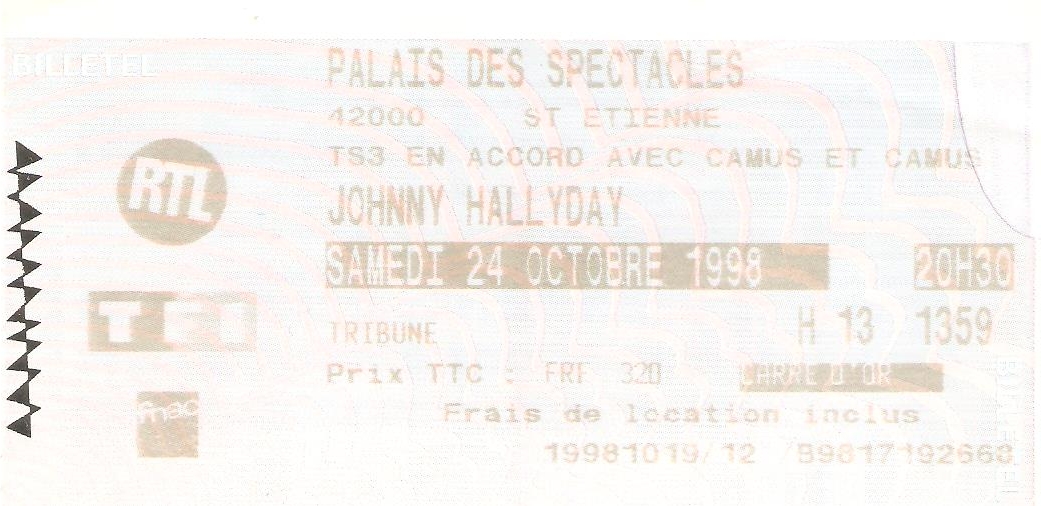 BILLETEL
PALAIS DES SPECTACLES
42000 ST ETIENNE
TS3 EN ACCORD AVEC CAMUS ET CAMUS
RTL
JOHNNY HALLYDAY
SAMEDI 24 OCTOBRE 1998 20H30
TF1
TRIBUNE H 13 1359
Prix TTC : FRF 320 CARRE D'OR
fnac
Frais de location inclus
19981019/12 /B9817192668